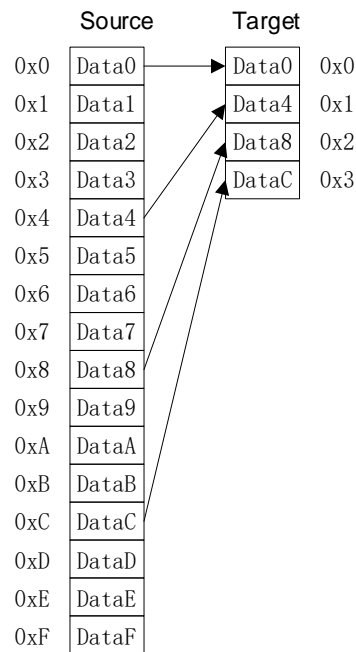 Source Target
0x0 Data0 Data0 0x0
0x1 Data1 Data4 0x1
0x2 Data2 Data8 0x2
0x3 Data3 DataC 0x3
0x4 Data4
0x5 Data5
0x6 Data6
0x7 Data7
0x8 Data8
0x9 Data9
0xA DataA
0xB DataB
0xC DataC
0xD DataD
0xE DataE
0xF DataF